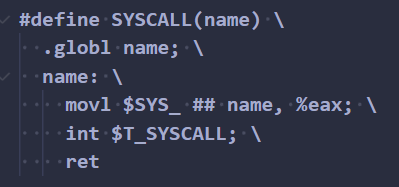 #define SYSCALL(name) \
  .globl name; \
  name: \
    movl $SYS_ ## name, %eax; \
    int $T_SYSCALL; \
    ret